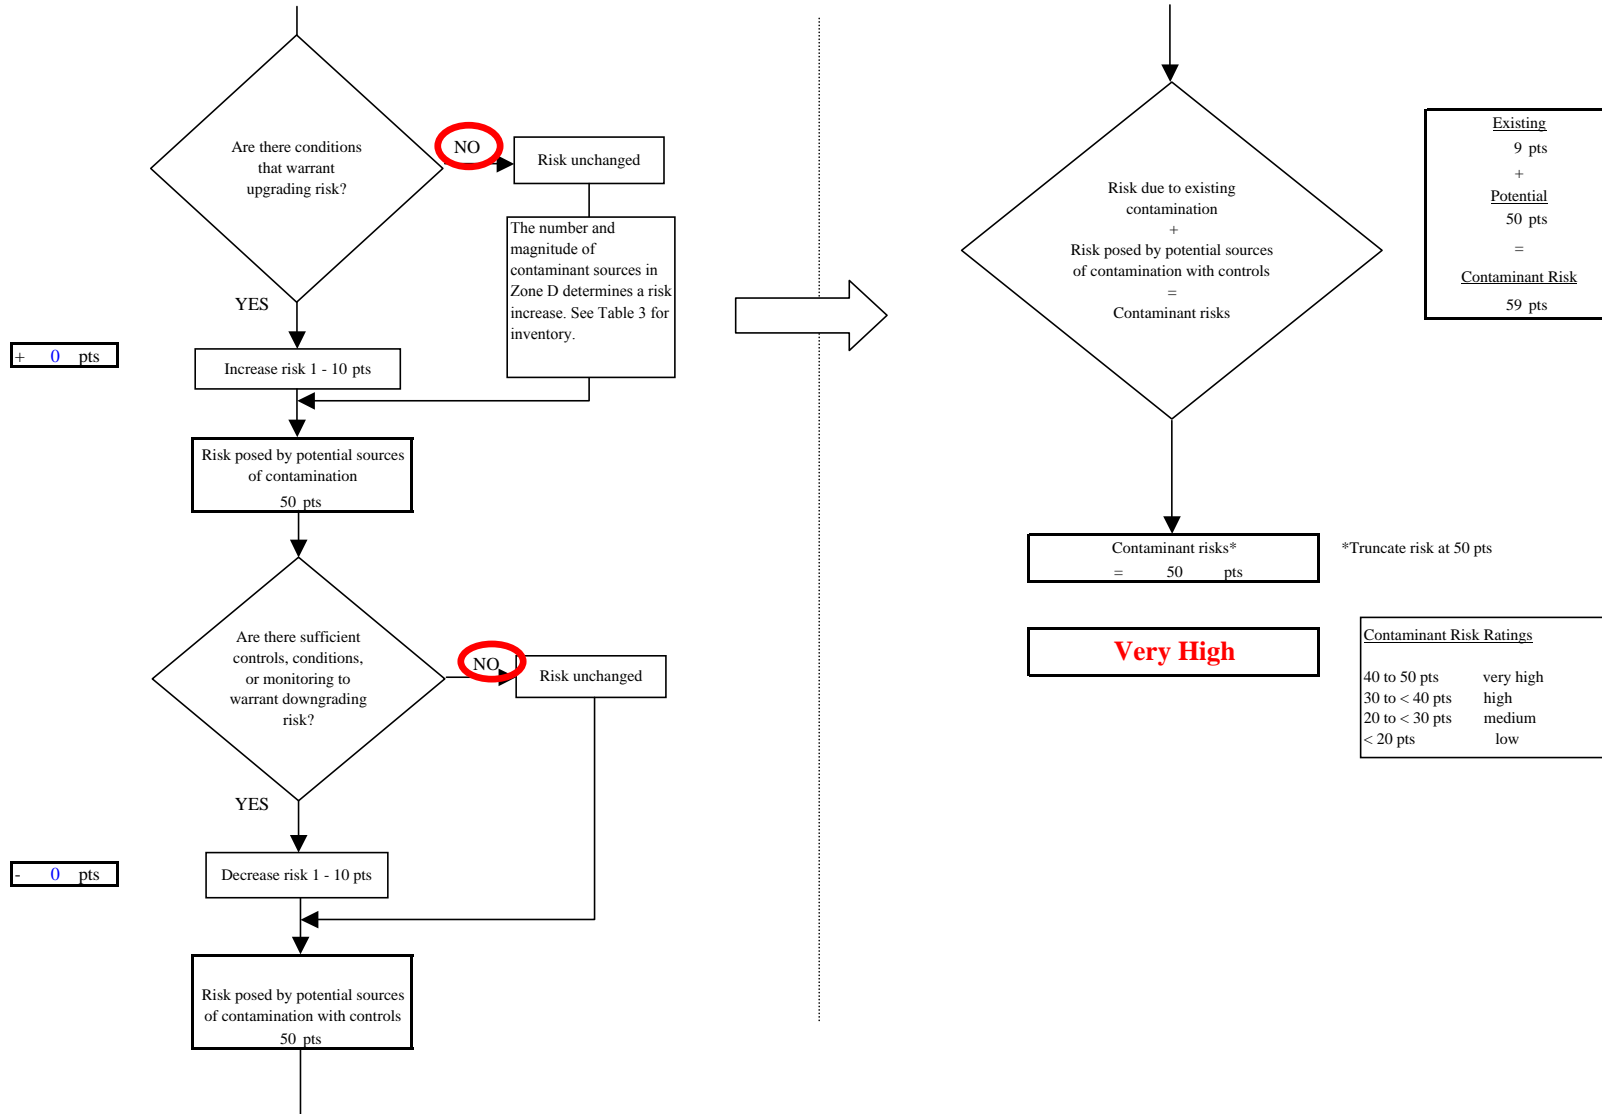 Are there conditions
that warrant
upgrading risk?
NO
Risk unchanged
The number and
magnitude of
contaminant sources in
Zone D determines a risk
increase. See Table 3 for
inventory.
YES
+ 0 pts
Increase risk 1 - 10 pts
Risk posed by potential sources
of contamination
50 pts
Are there sufficient
controls, conditions,
or monitoring to
warrant downgrading
risk?
NO
Risk unchanged
YES
- 0 pts
Decrease risk 1 - 10 pts
Risk posed by potential sources
of contamination with controls
50 pts
Risk due to existing
contamination
+
Risk posed by potential sources
of contamination with controls
=
Contaminant risks
Existing
9 pts
+
Potential
50 pts
=
Contaminant Risk
59 pts
Contaminant risks*
= 50 pts
*Truncate risk at 50 pts
Very High
Contaminant Risk Ratings
40 to 50 pts very high
30 to < 40 pts high
20 to < 30 pts medium
< 20 pts low